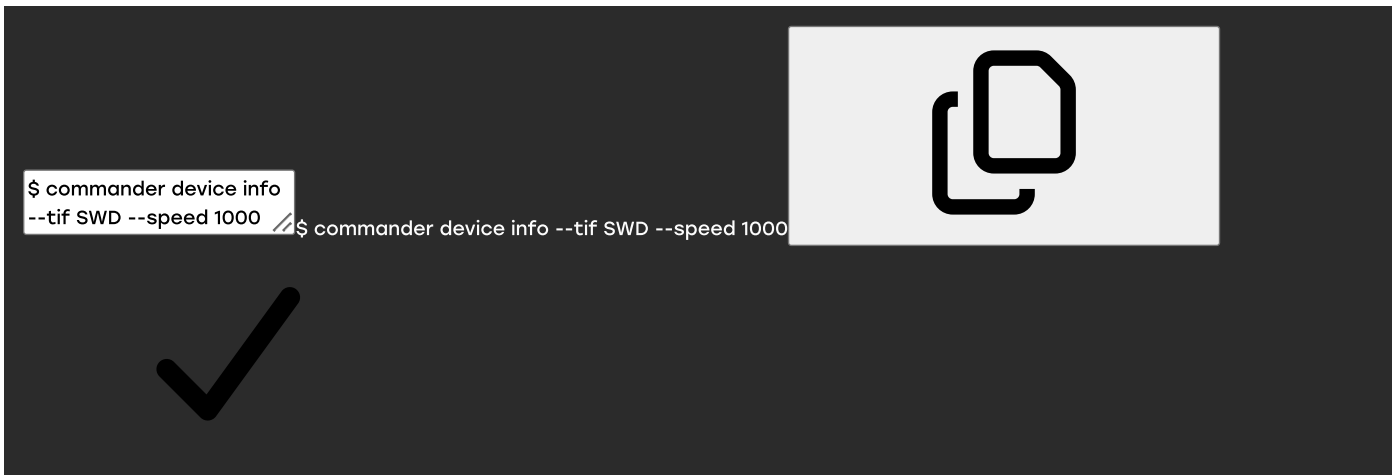 $ commander device info
--tif SWD --speed 1000
$ commander device info --tif SWD --speed 1000